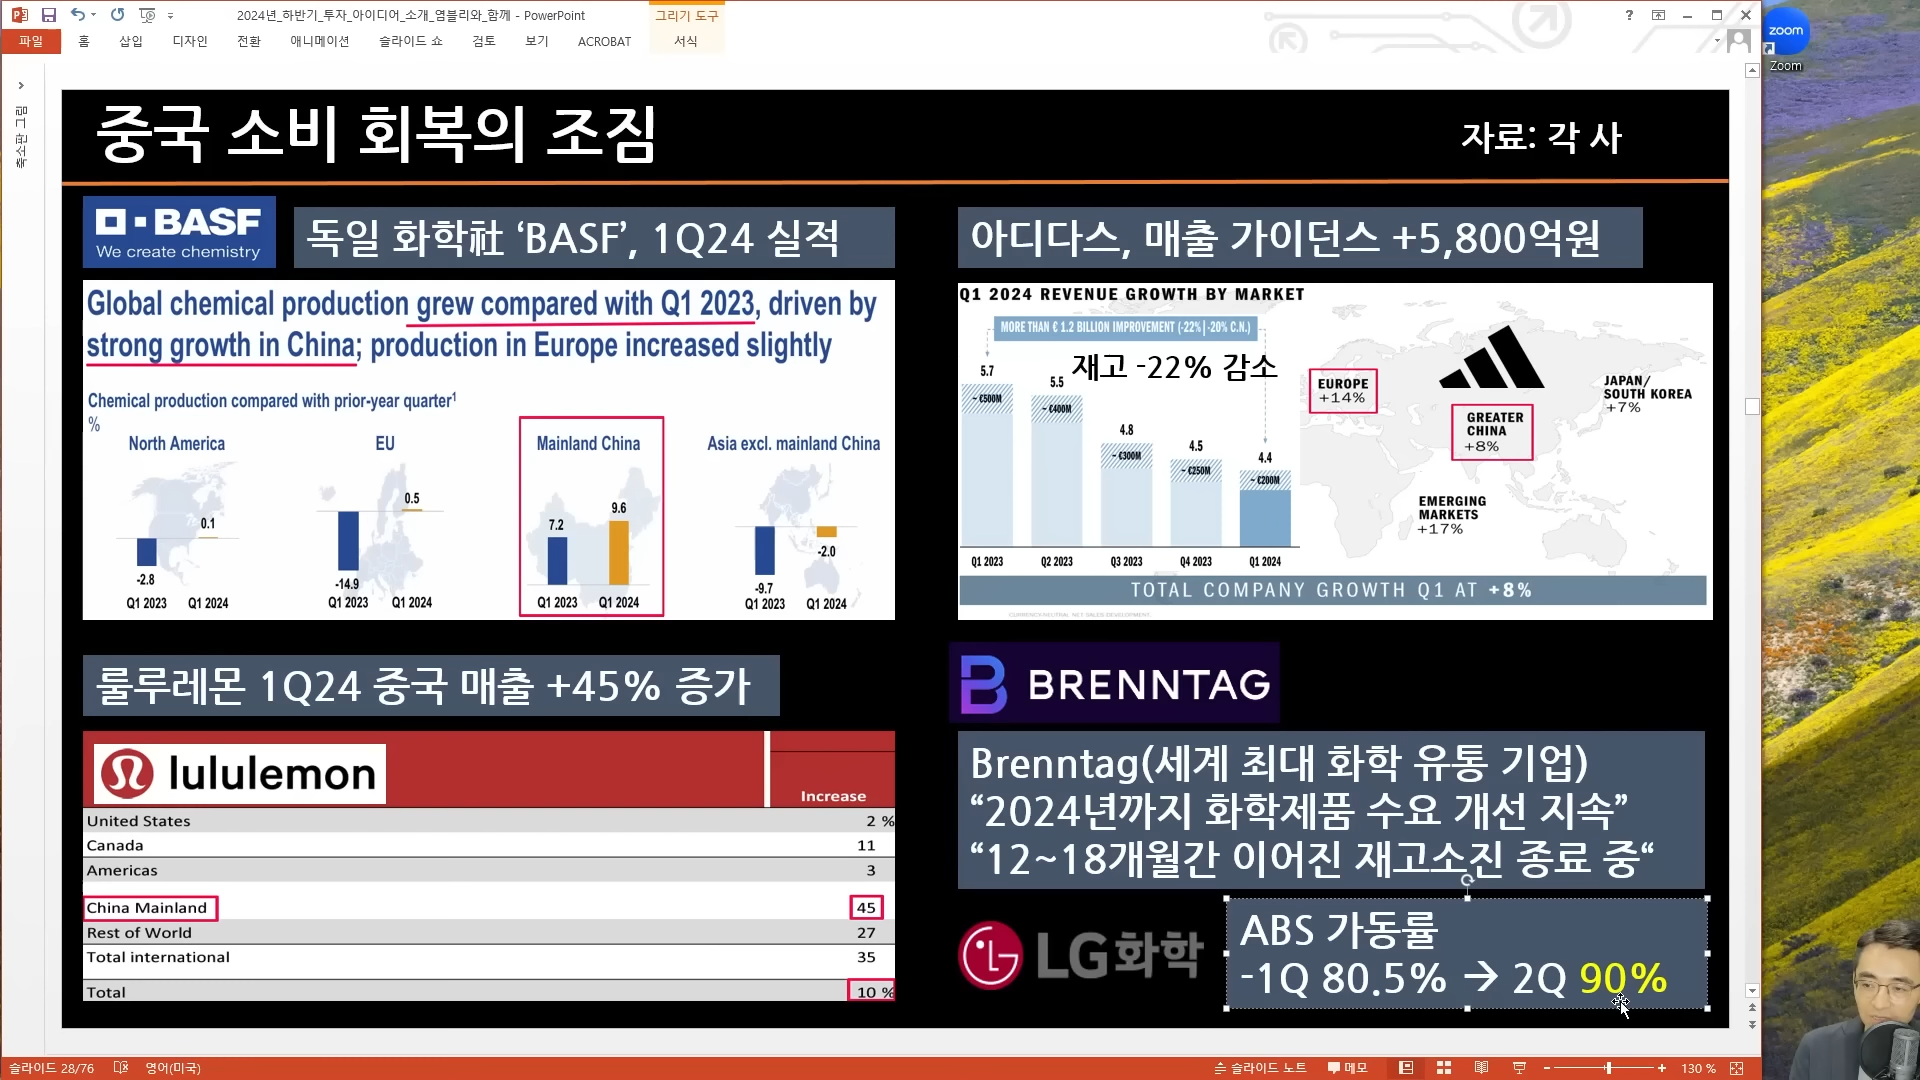 2024년_하반기_투자_아이디어_소개_염블리와_함께 - PowerPoint
그리기 도구
파일 홈 삽입 디자인 전환 애니메이션 슬라이드 쇼 검토 보기 ACROBAT 서식
zoom
Zoom
축소판 그림
중국 소비 회복의 조짐
자료: 각 사
BASF
We create chemistry
독일 화학社 ‘BASF’, 1Q24 실적
Global chemical production grew compared with Q1 2023, driven by
strong growth in China; production in Europe increased slightly
Chemical production compared with prior-year quarter¹
%
North America EU Mainland China Asia excl. mainland China
0.1 0.5 7.2 9.6 -2.0
-2.8 -14.9 -9.7
Q1 2023 Q1 2024 Q1 2023 Q1 2024 Q1 2023 Q1 2024 Q1 2023 Q1 2024
아디다스, 매출 가이던스 +5,800억원
Q1 2024 REVENUE GROWTH BY MARKET
MORE THAN € 1.2 BILLION IMPROVEMENT (-22%|-20% C.N.)
재고 -22% 감소
5.7 5.5 4.8 4.5 4.4
~ €500M ~ €400M ~ €300M ~ €250M ~ €200M
Q1 2023 Q2 2023 Q3 2023 Q4 2023 Q1 2024
EUROPE
+14%
GREATER
CHINA
+8%
JAPAN/
SOUTH KOREA
+7%
EMERGING
MARKETS
+17%
TOTAL COMPANY GROWTH Q1 AT +8%
CURRENCY-NEUTRAL NET SALES DEVELOPMENT.
룰루레몬 1Q24 중국 매출 +45% 증가
lululemon
Increase
United States 2 %
Canada 11
Americas 3
China Mainland 45
Rest of World 27
Total international 35
Total 10 %
BRENNTAG
Brenntag(세계 최대 화학 유통 기업)
“2024년까지 화학제품 수요 개선 지속”
“12~18개월간 이어진 재고소진 종료 중“
LG화학
ABS 가동률
-1Q 80.5% → 2Q 90%
슬라이드 28/76 영어(미국) 슬라이드 노트 메모 130 %